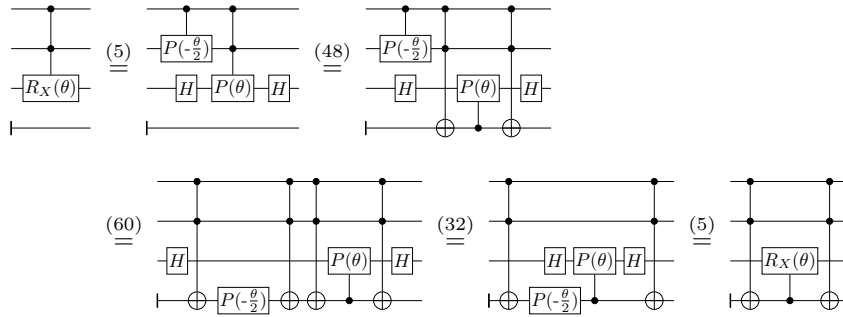 (5) (48)
= P(-θ/2) = P(-θ/2)
R_X(θ) H P(θ) H H P(θ) H
(60) (32) (5)
= = =
H P(θ) H H P(θ) H R_X(θ)
P(-θ/2) P(-θ/2)